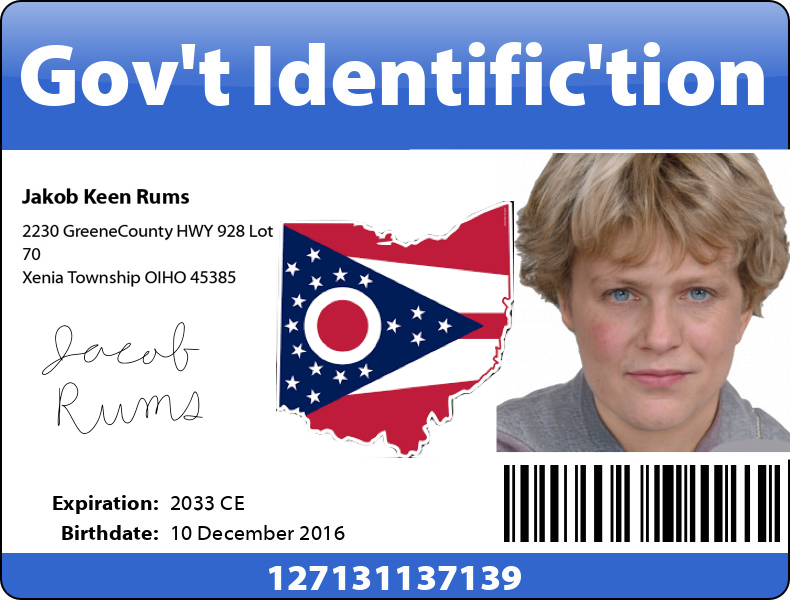 Gov't Identific'tion
Jakob Keen Rums
2230 GreeneCounty HWY 928 Lot
70
Xenia Township OIHO 45385
Jacob
Rums
Expiration: 2033 CE
Birthdate: 10 December 2016
127131137139